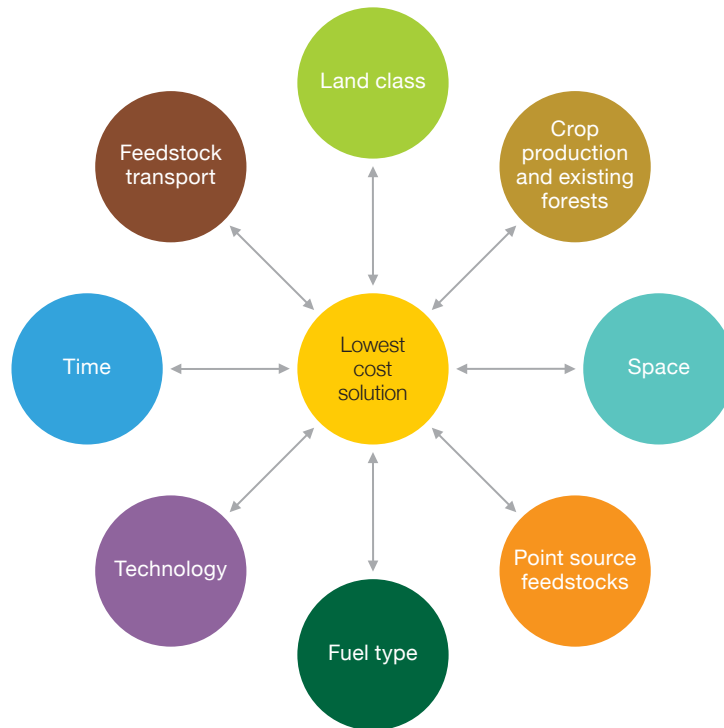 Land class
Crop
production
and existing
forests
Feedstock
transport
Lowest
cost
solution
Time
Space
Technology
Point source
feedstocks
Fuel type